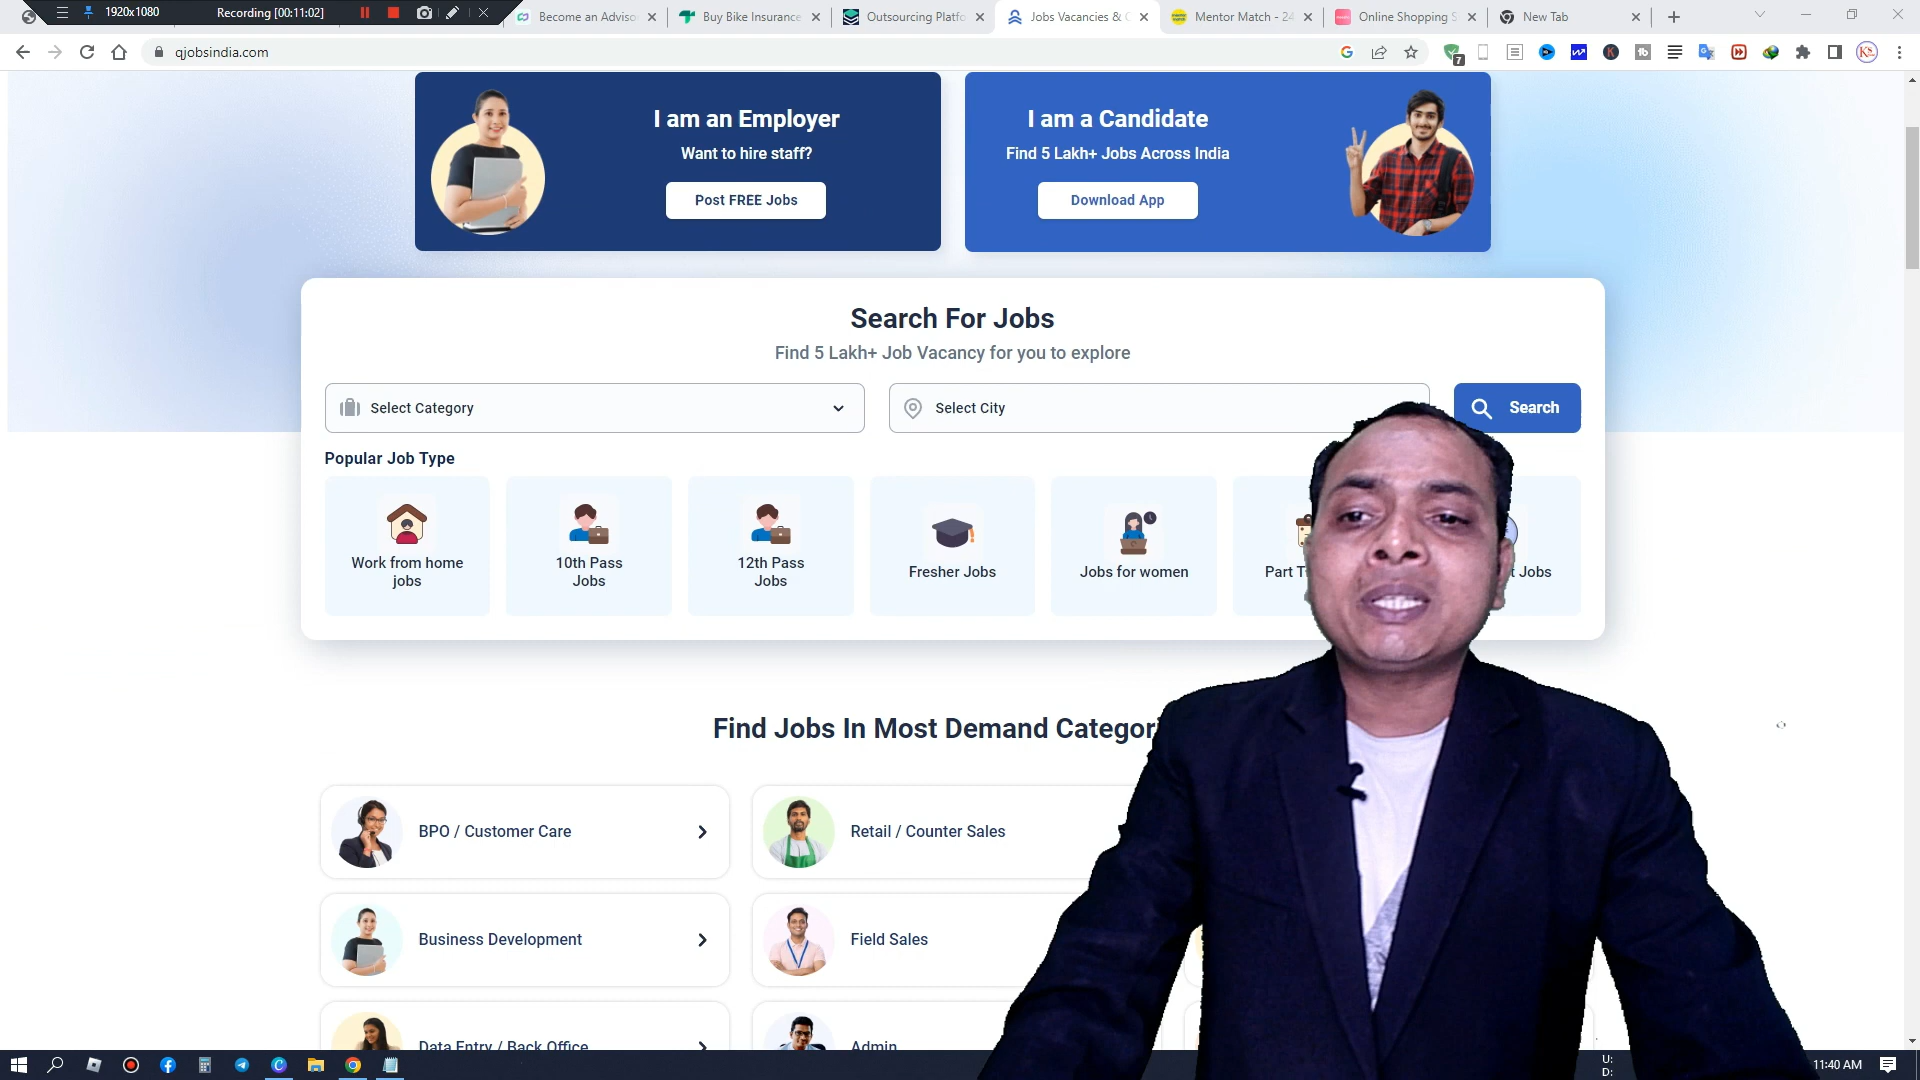 1920x1080
Recording [00:11:02]
Become an Adviso
Buy Bike Insurance
Outsourcing Platfo
Jobs Vacancies & C
Mentor Match - 24
Online Shopping S
New Tab
qjobsindia.com
7
I am an Employer
Want to hire staff?
Post FREE Jobs
I am a Candidate
Find 5 Lakh+ Jobs Across India
Download App
Search For Jobs
Find 5 Lakh+ Job Vacancy for you to explore
Select Category
Select City
Search
Popular Job Type
Work from home
jobs
10th Pass
Jobs
12th Pass
Jobs
Fresher Jobs
Jobs for women
Part T
t Jobs
Find Jobs In Most Demand Categori
BPO / Customer Care
Retail / Counter Sales
Business Development
Field Sales
Data Entry / Back Office
Admin
U:
D:
11:40 AM